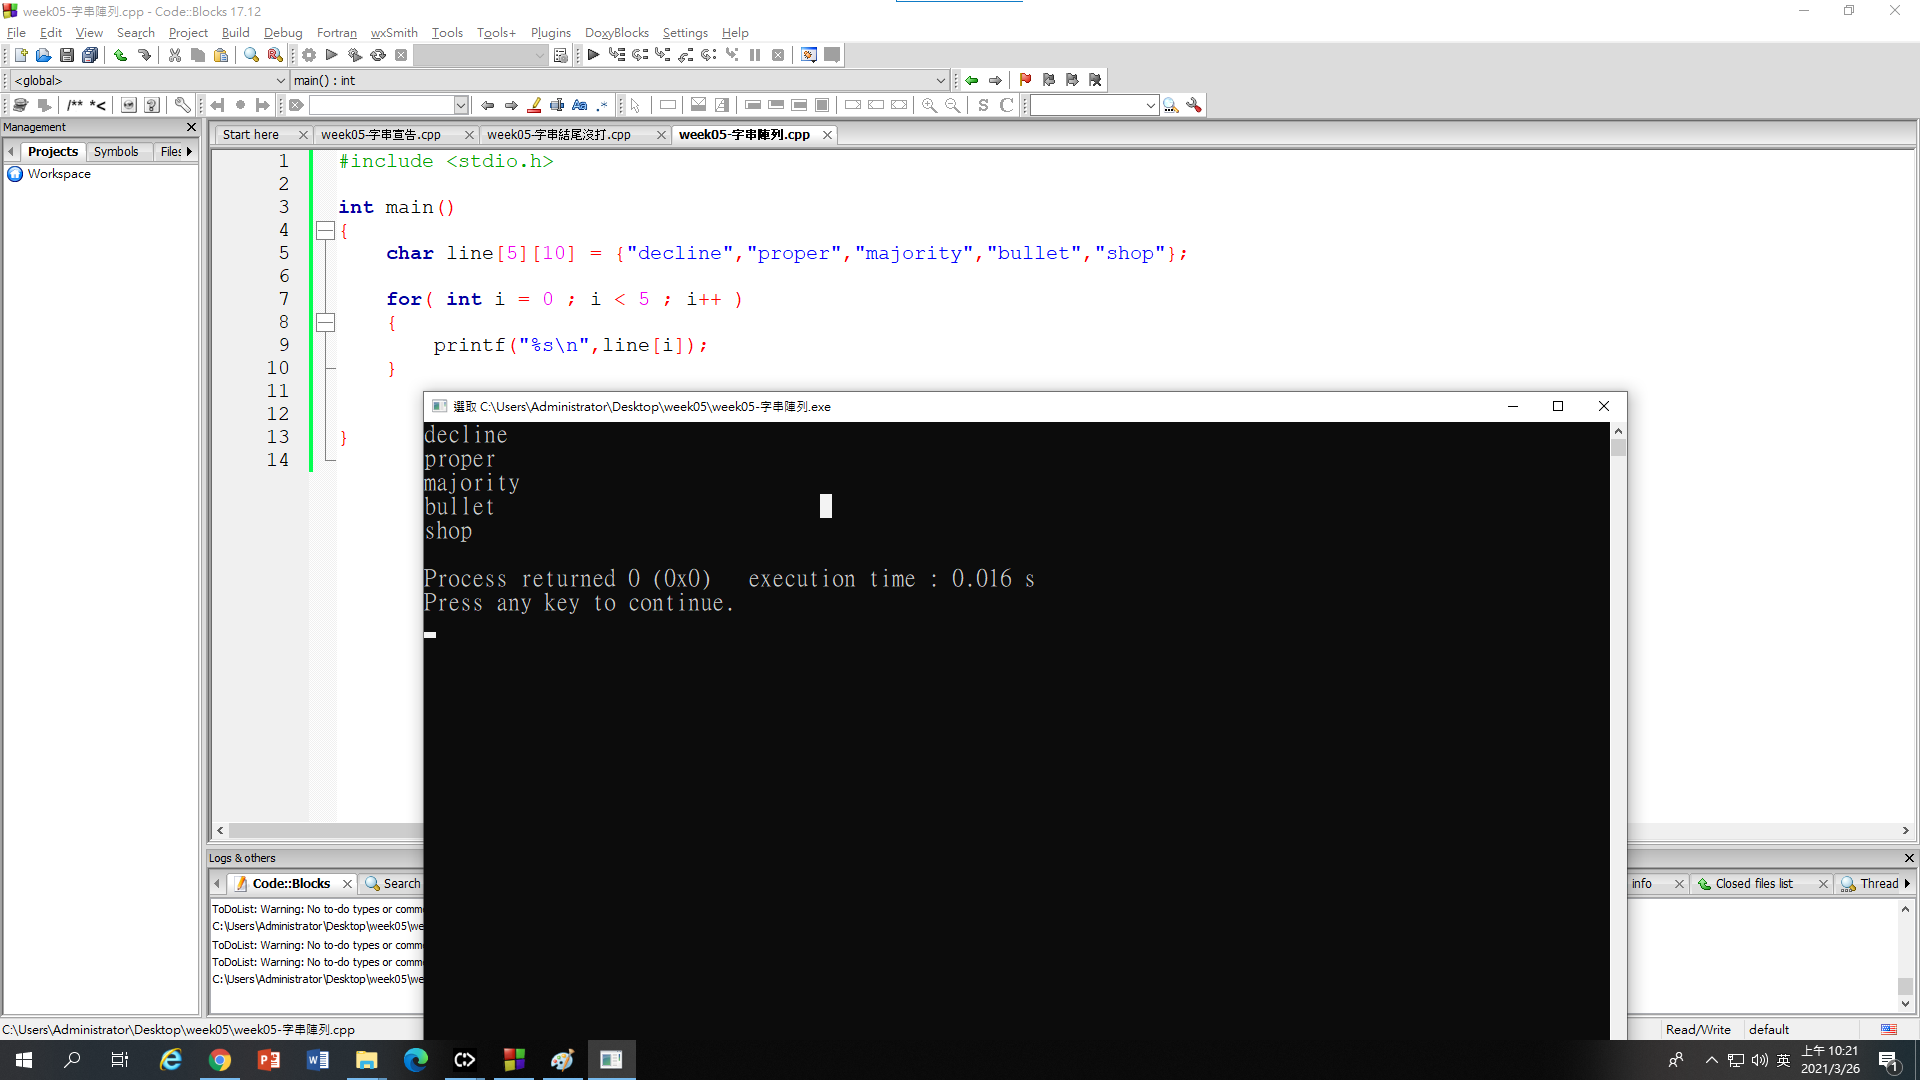 week05-字串陣列.cpp - Code::Blocks 17.12
File Edit View Search Project Build Debug Fortran wxSmith Tools Tools+ Plugins DoxyBlocks Settings Help
<global> main() : int
/** *<
S C
Management
Projects Symbols Files
Workspace
Start here week05-字串宣告.cpp week05-字串結尾沒打.cpp week05-字串陣列.cpp
1 #include <stdio.h>
2
3 int main()
4 {
5 char line[5][10] = {"decline","proper","majority","bullet","shop"};
6
7 for( int i = 0 ; i < 5 ; i++ )
8 {
9 printf("%s\n",line[i]);
10 }
11
12
13 }
14
選取 C:\Users\Administrator\Desktop\week05\week05-字串陣列.exe
decline
proper
majority
bullet
shop
Process returned 0 (0x0)   execution time : 0.016 s
Press any key to continue.
Logs & others
Code::Blocks Search info Closed files list Thread
ToDoList: Warning: No to-do types or comm
C:\Users\Administrator\Desktop\week05\we
ToDoList: Warning: No to-do types or comm
ToDoList: Warning: No to-do types or comm
C:\Users\Administrator\Desktop\week05\we
C:\Users\Administrator\Desktop\week05\week05-字串陣列.cpp Read/Write default
英 上午 10:21
2021/3/26
1